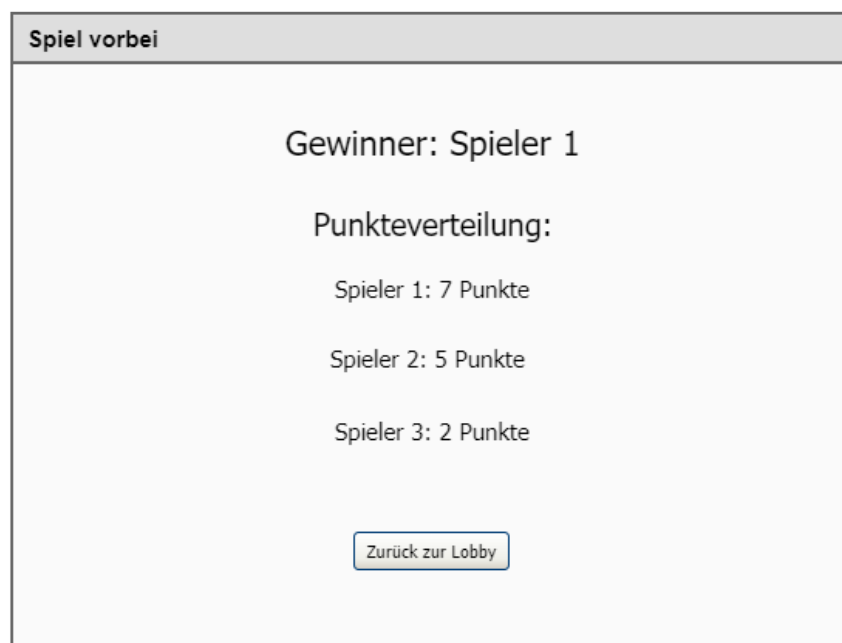 Spiel vorbei
Gewinner: Spieler 1
Punkteverteilung:
Spieler 1: 7 Punkte
Spieler 2: 5 Punkte
Spieler 3: 2 Punkte
Zurück zur Lobby